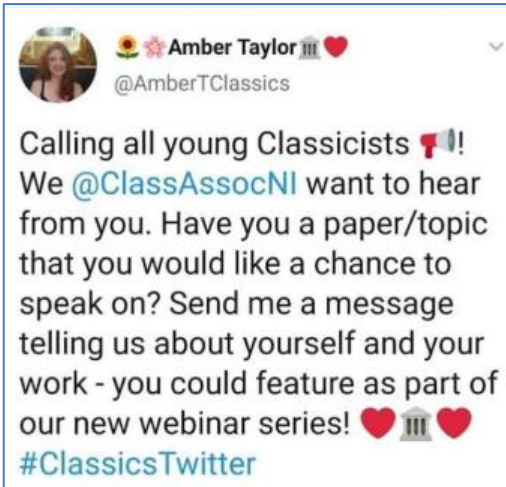 🌻🌸Amber Taylor🏛️❤️
@AmberTClassics
Calling all young Classicists 📢!
We @ClassAssocNI want to hear
from you. Have you a paper/topic
that you would like a chance to
speak on? Send me a message
telling us about yourself and your
work - you could feature as part of
our new webinar series! ❤️🏛️❤️
#ClassicsTwitter